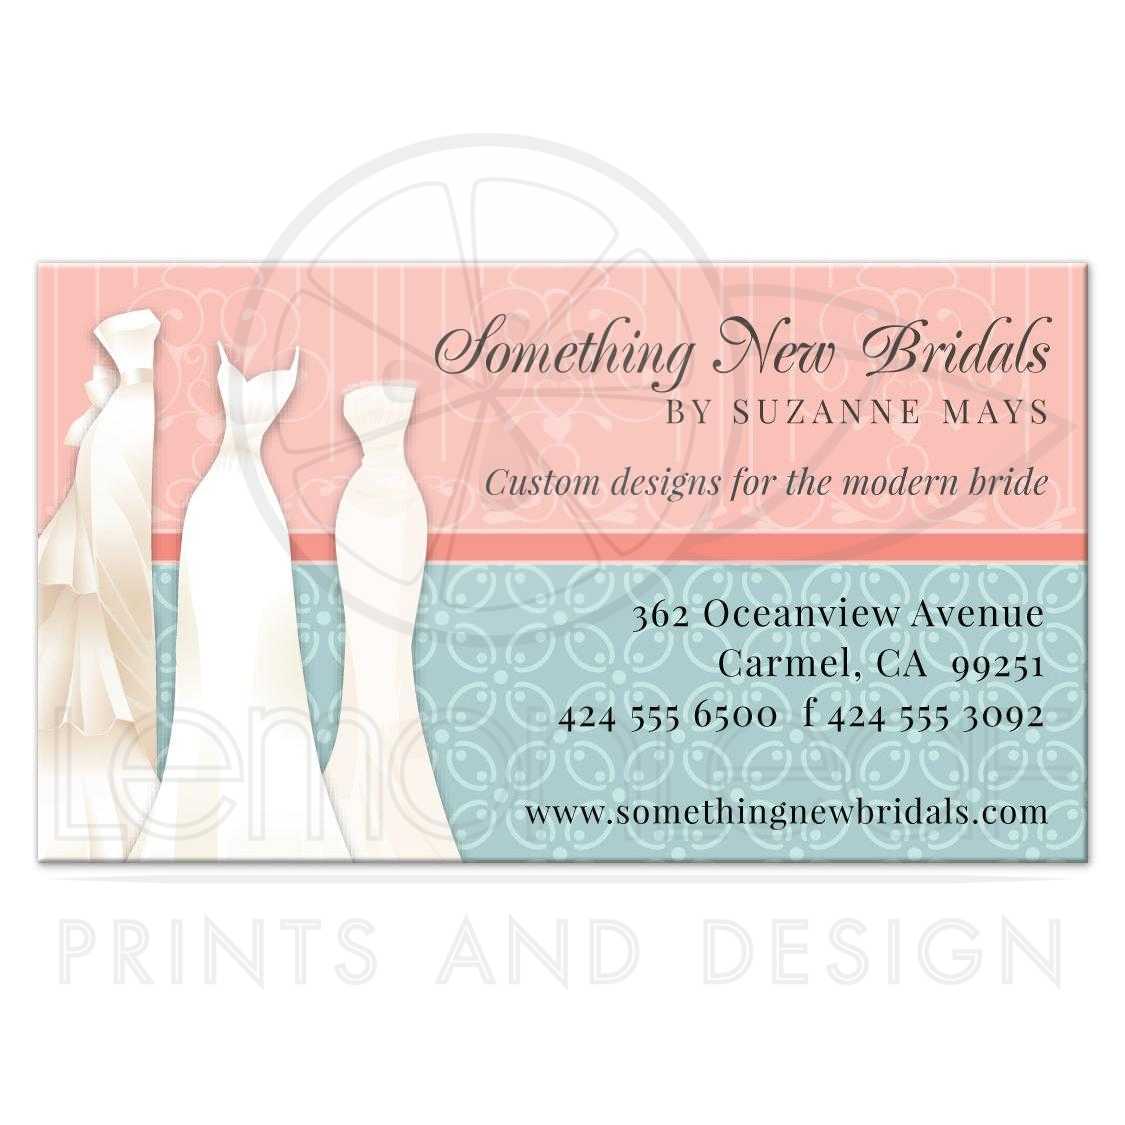 Something New Bridals
BY SUZANNE MAYS
Custom designs for the modern bride
362 Oceanview Avenue
Carmel, CA 99251
424 555 6500 f 424 555 3092
www.somethingnewbridals.com
PRINTS AND DESIGN